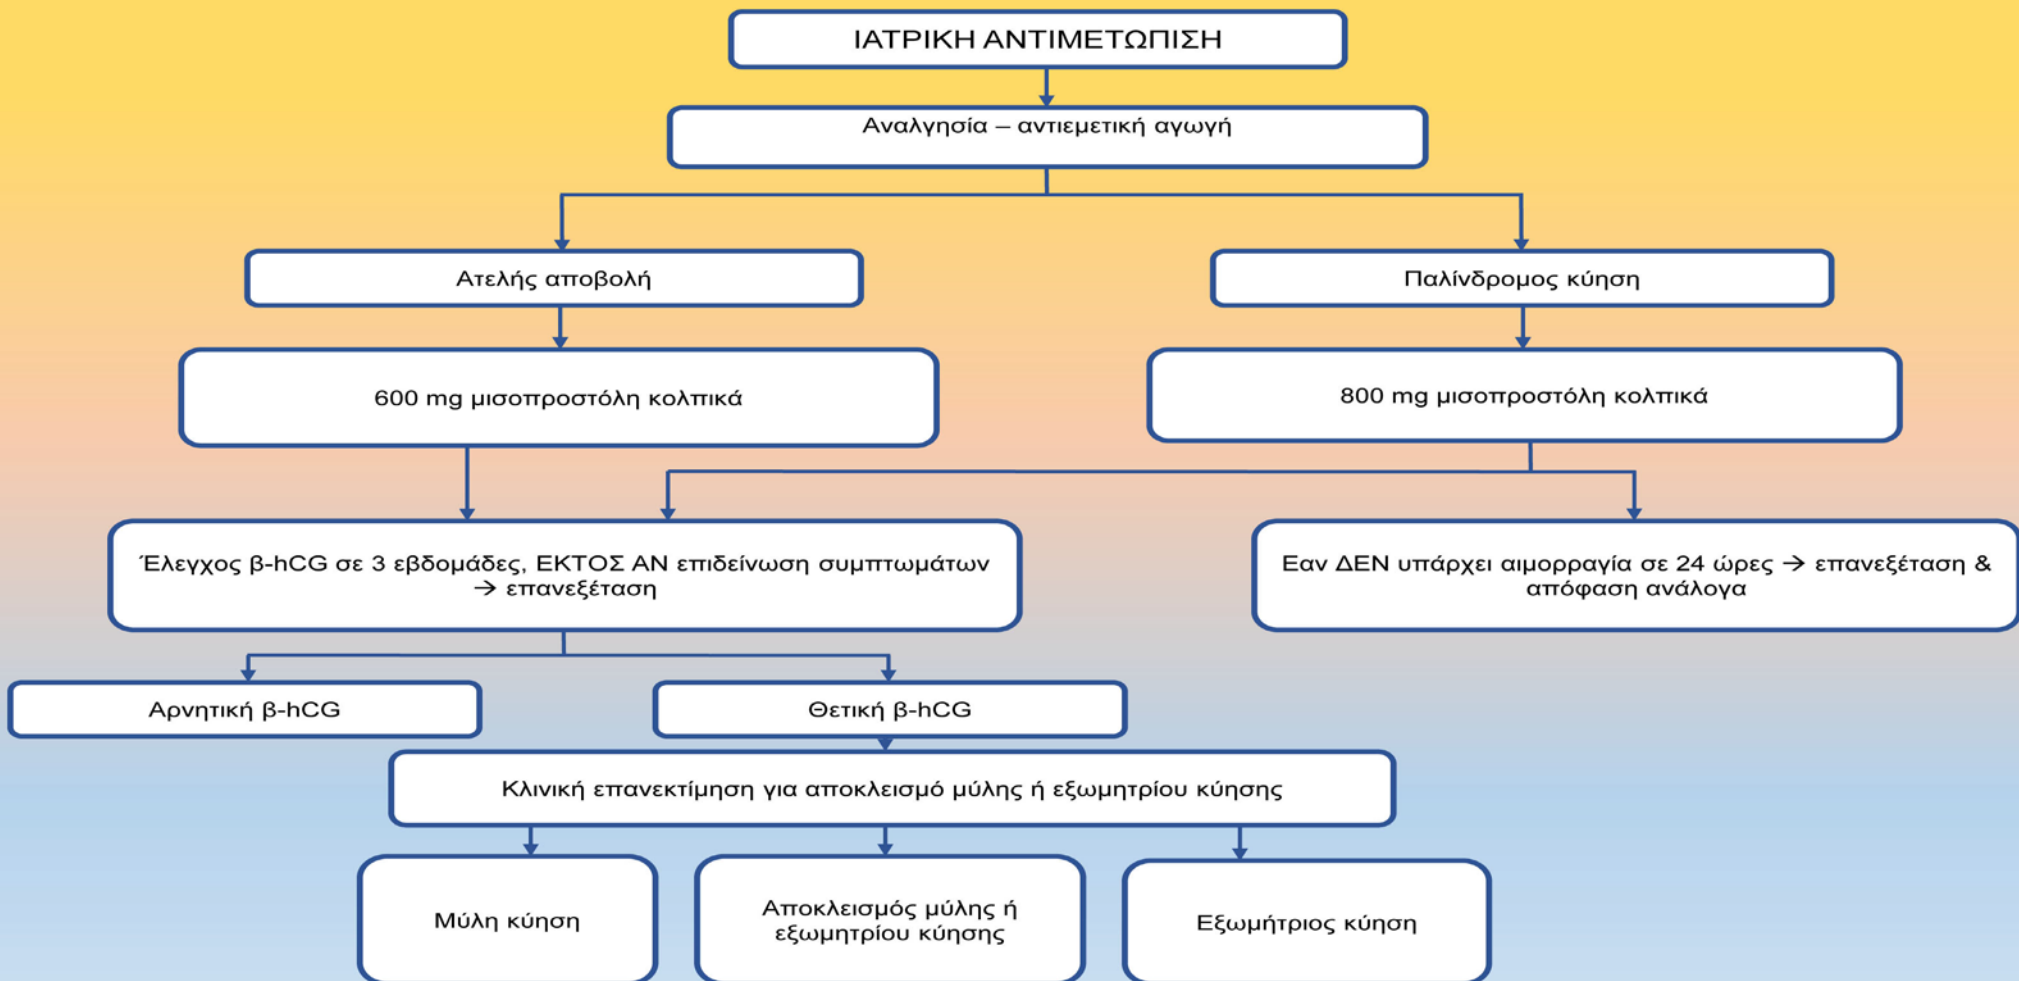 ΙΑΤΡΙΚΗ ΑΝΤΙΜΕΤΩΠΙΣΗ
Αναλγησία – αντιεμετική αγωγή
Ατελής αποβολή
Παλίνδρομος κύηση
600 mg μισοπροστόλη κολπικά
800 mg μισοπροστόλη κολπικά
Έλεγχος β-hCG σε 3 εβδομάδες, ΕΚΤΟΣ ΑΝ επιδείνωση συμπτωμάτων
→ επανεξέταση
Εαν ΔΕΝ υπάρχει αιμορραγία σε 24 ώρες → επανεξέταση &
απόφαση ανάλογα
Αρνητική β-hCG
Θετική β-hCG
Κλινική επανεκτίμηση για αποκλεισμό μύλης ή εξωμητρίου κύησης
Μύλη κύηση
Αποκλεισμός μύλης ή
εξωμητρίου κύησης
Εξωμήτριος κύηση